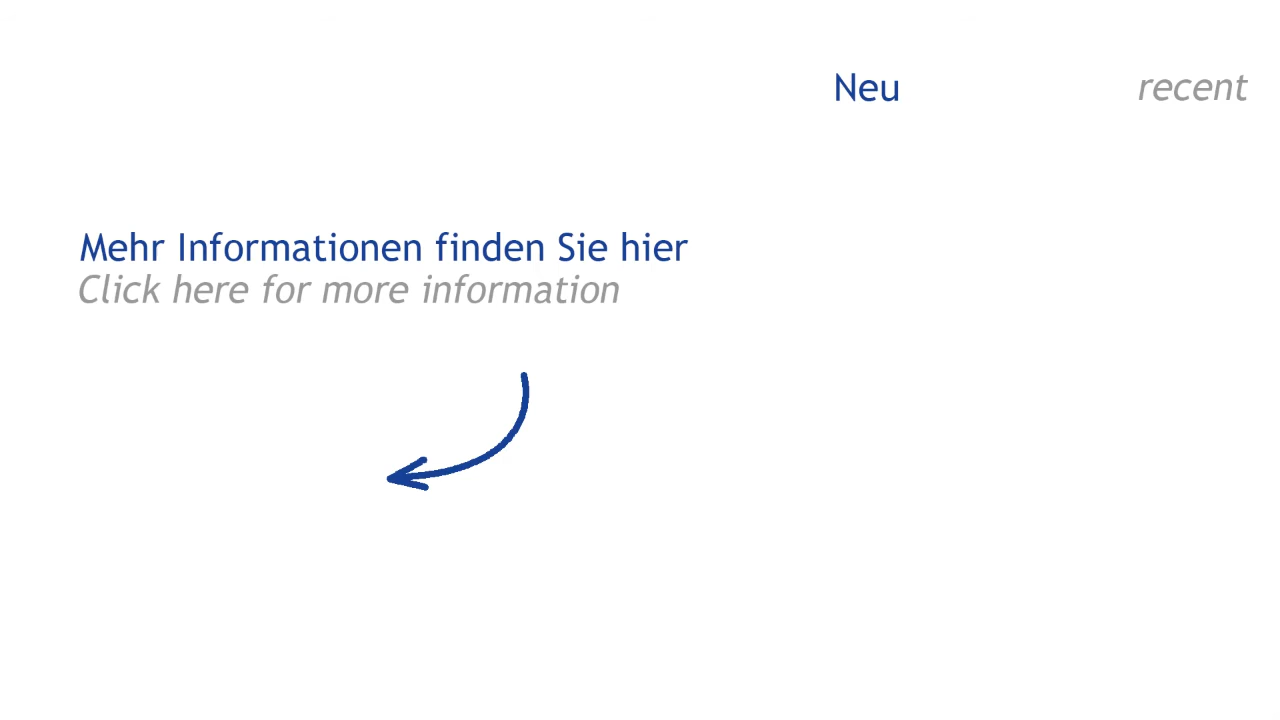 Neu recent
Mehr Informationen finden Sie hier
Click here for more information